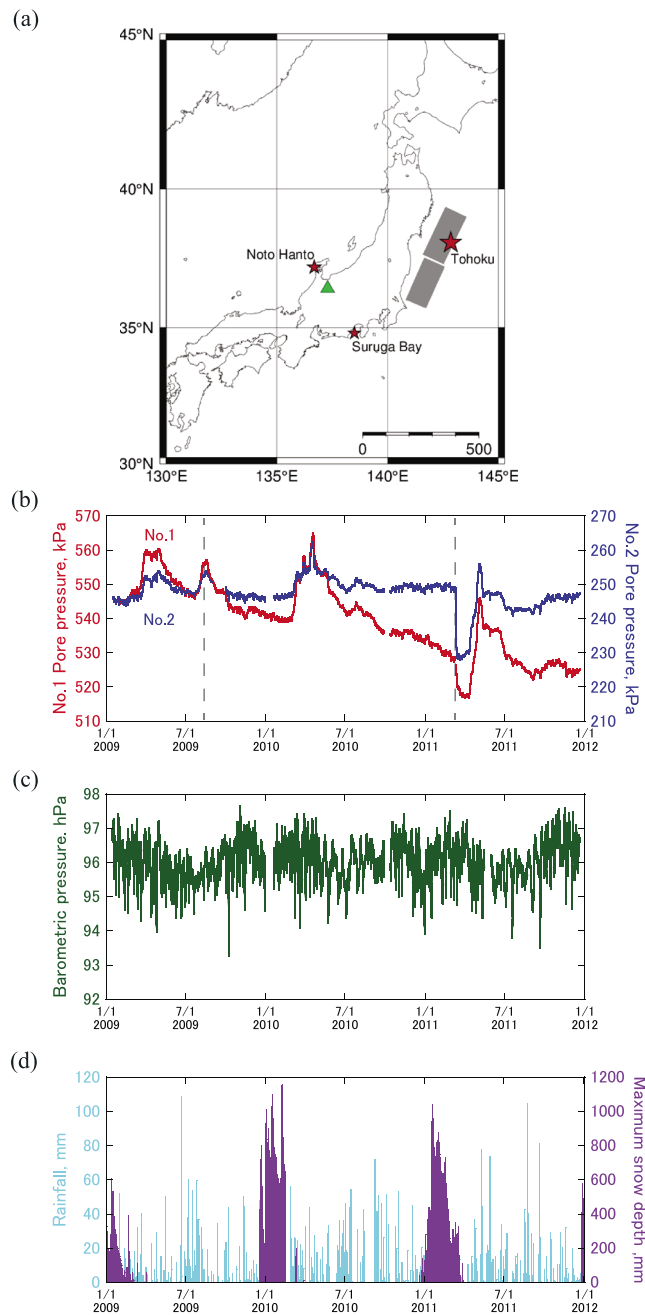 (a)
45°N
40°N
35°N
30°N
130°E
135°E
140°E
145°E
Noto Hanto
Tohoku
Suruga Bay
0
500
(b)
No.1 Pore pressure, kPa
570
560
550
540
530
520
510
No.1
No.2
270
260
250
240
230
220
210
No.2 Pore pressure, kPa
1/1 7/1 1/1 7/1 1/1 7/1 1/1
2009 2009 2010 2010 2011 2011 2012
(c)
Barometric pressure. hPa
98
97
96
95
94
93
92
1/1 7/1 1/1 7/1 1/1 7/1 1/1
2009 2009 2010 2010 2011 2011 2012
(d)
Rainfall, mm
120
100
80
60
40
20
0
1200
1000
800
600
400
200
0
Maximum snow depth ,mm
1/1 7/1 1/1 7/1 1/1 7/1 1/1
2009 2009 2010 2010 2011 2011 2012